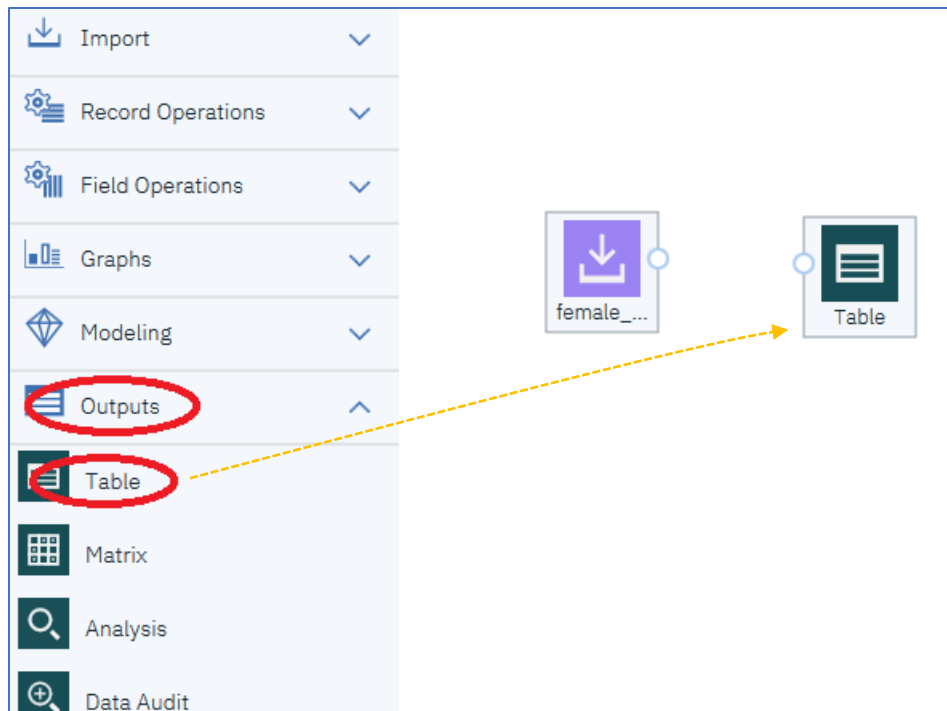 Import
Record Operations
Field Operations
Graphs
Modeling
Outputs
Table
Matrix
Analysis
Data Audit
female_...
Table